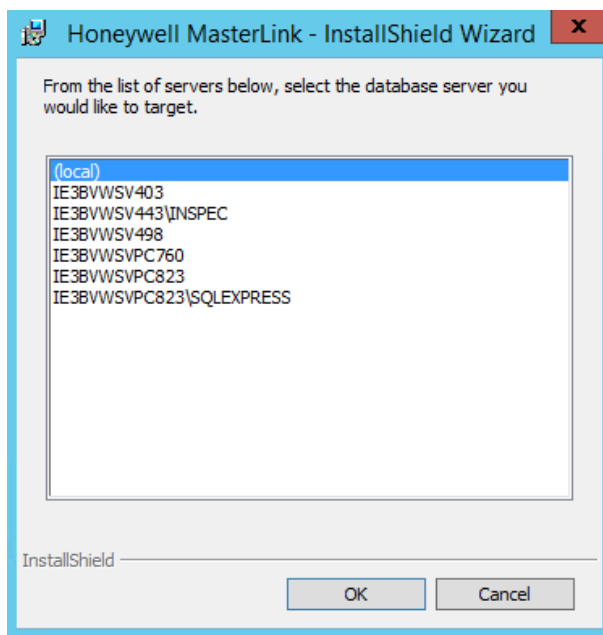 Honeywell MasterLink - InstallShield Wizard
x
From the list of servers below, select the database server you
would like to target.
(local)
IE3BVWSV403
IE3BVWSV443\INSPEC
IE3BVWSV498
IE3BVWSVPC760
IE3BVWSVPC823
IE3BVWSVPC823\SQLEXPRESS
InstallShield
OK Cancel